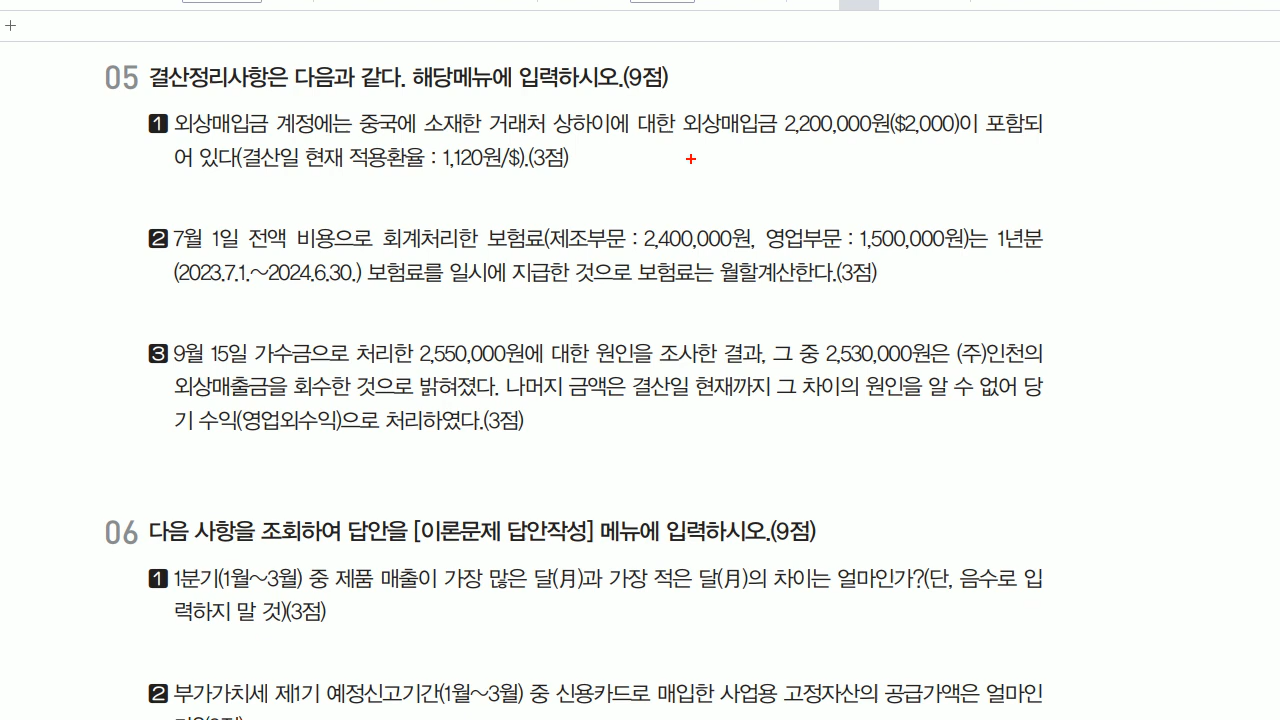 05 결산정리사항은 다음과 같다. 해당메뉴에 입력하시오.(9점)
1 외상매입금 계정에는 중국에 소재한 거래처 상하이에 대한 외상매입금 2,200,000원($2,000)이 포함되
어 있다(결산일 현재 적용환율 : 1,120원/$).(3점)
2 7월 1일 전액 비용으로 회계처리한 보험료(제조부문 : 2,400,000원, 영업부문 : 1,500,000원)는 1년분
(2023.7.1.~2024.6.30.) 보험료를 일시에 지급한 것으로 보험료는 월할계산한다.(3점)
3 9월 15일 가수금으로 처리한 2,550,000원에 대한 원인을 조사한 결과, 그 중 2,530,000원은 (주)인천의
외상매출금을 회수한 것으로 밝혀졌다. 나머지 금액은 결산일 현재까지 그 차이의 원인을 알 수 없어 당
기 수익(영업외수익)으로 처리하였다.(3점)
06 다음 사항을 조회하여 답안을 [이론문제 답안작성] 메뉴에 입력하시오.(9점)
1 1분기(1월~3월) 중 제품 매출이 가장 많은 달(月)과 가장 적은 달(月)의 차이는 얼마인가?(단, 음수로 입
력하지 말 것)(3점)
2 부가가치세 제1기 예정신고기간(1월~3월) 중 신용카드로 매입한 사업용 고정자산의 공급가액은 얼마인